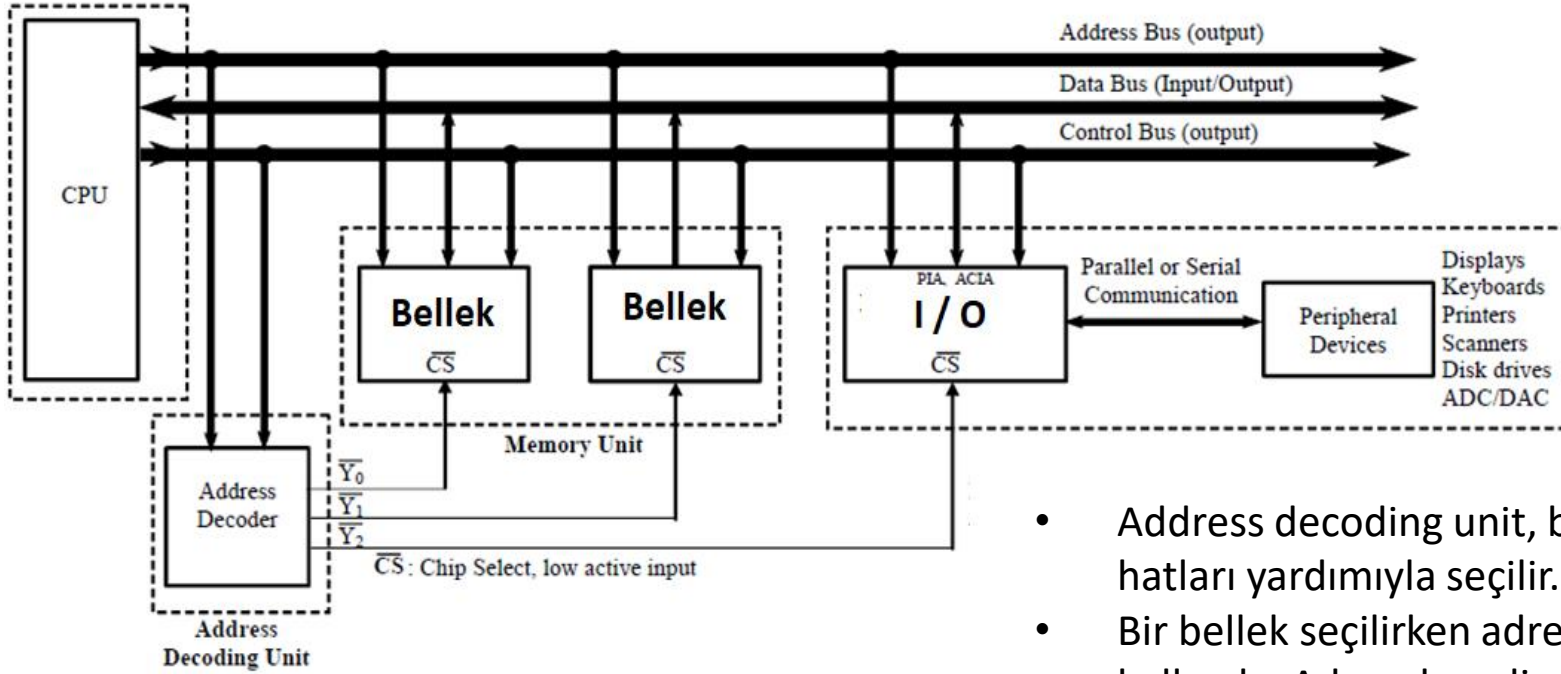 Address Bus (output)
Data Bus (Input/Output)
Control Bus (output)
CPU
Bellek
CS
Bellek
CS
PIA, ACIA
I / O
CS
Parallel or Serial
Communication
Peripheral
Devices
Displays
Keyboards
Printers
Scanners
Disk drives
ADC/DAC
Memory Unit
Address
Decoder
Y0
Y1
Y2
CS : Chip Select, low active input
Address
Decoding Unit
• Address decoding unit, b
hatları yardımıyla seçilir.
• Bir bellek seçilirken adre